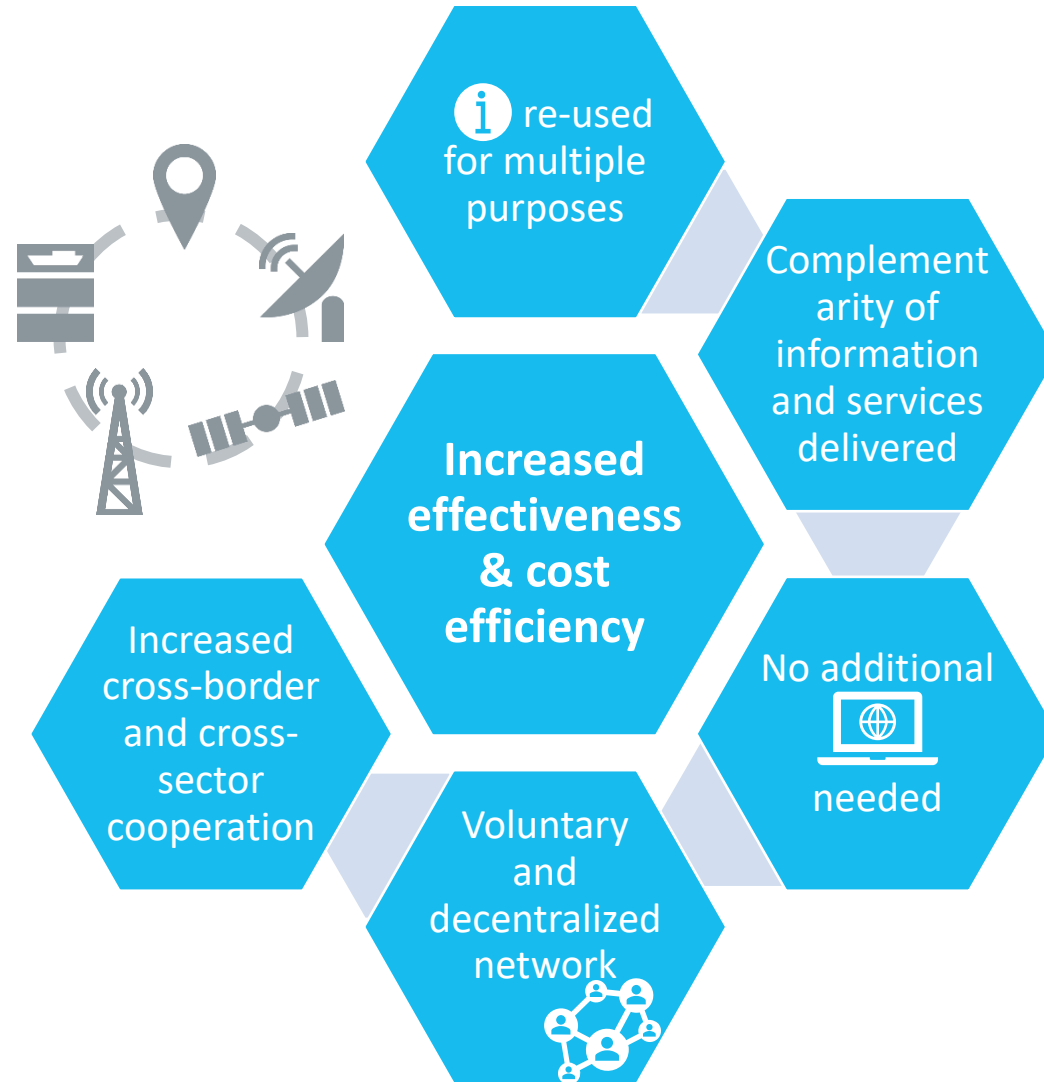 i re-used
for multiple
purposes
Complement
arity of
information
and services
delivered
Increased
effectiveness
& cost
efficiency
No additional
needed
Voluntary
and
decentralized
network
Increased
cross-border
and cross-
sector
cooperation